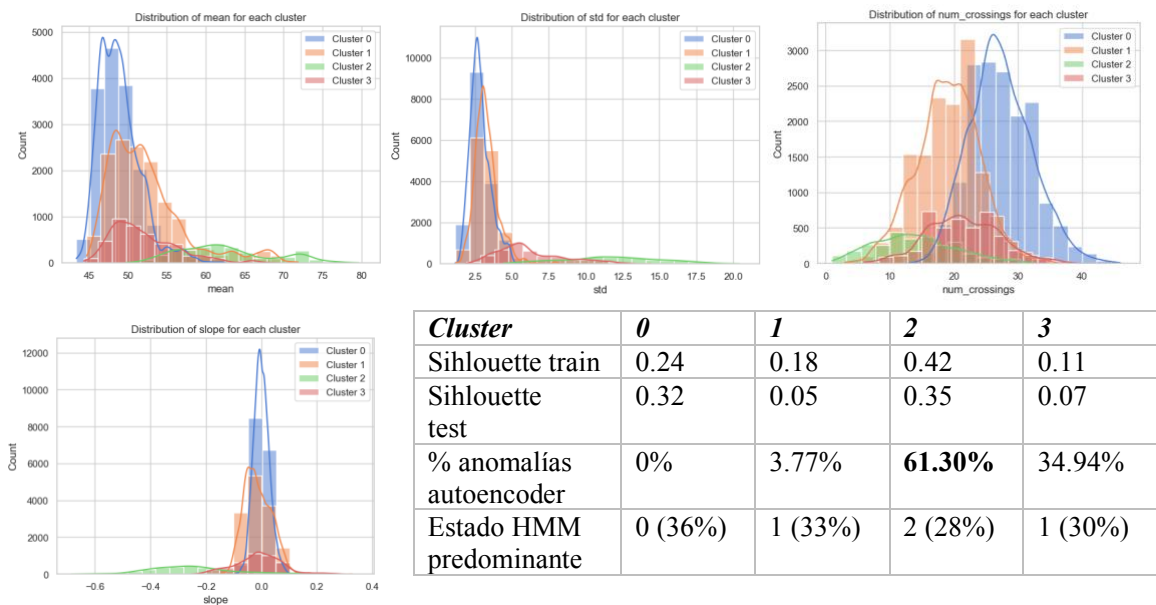 Distribution of mean for each cluster
5000
4000
3000
2000
1000
0
Count
45 50 55 60 65 70 75 80
mean
Cluster 0
Cluster 1
Cluster 2
Cluster 3
Distribution of std for each cluster
10000
8000
6000
4000
2000
0
Count
2.5 5.0 7.5 10.0 12.5 15.0 17.5 20.0
std
Cluster 0
Cluster 1
Cluster 2
Cluster 3
Distribution of num_crossings for each cluster
3000
2500
2000
1500
1000
500
0
Count
0 10 20 30 40
num_crossings
Cluster 0
Cluster 1
Cluster 2
Cluster 3
Distribution of slope for each cluster
12000
10000
8000
6000
4000
2000
0
Count
−0.6 −0.4 −0.2 0.0 0.2 0.4
slope
Cluster 0
Cluster 1
Cluster 2
Cluster 3
Cluster 0 1 2 3
Sihlouette train 0.24 0.18 0.42 0.11
Sihlouette 0.32 0.05 0.35 0.07
test
% anomalías 0% 3.77% 61.30% 34.94%
autoencoder
Estado HMM 0 (36%) 1 (33%) 2 (28%) 1 (30%)
predominante